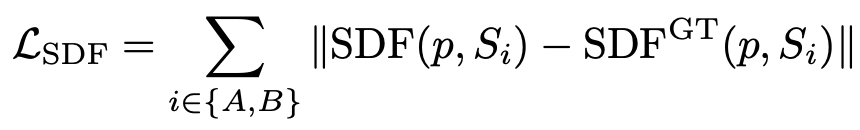 ℒ_SDF = ∑_{i∈{A,B}} ‖SDF(p, S_i) − SDF^GT(p, S_i)‖